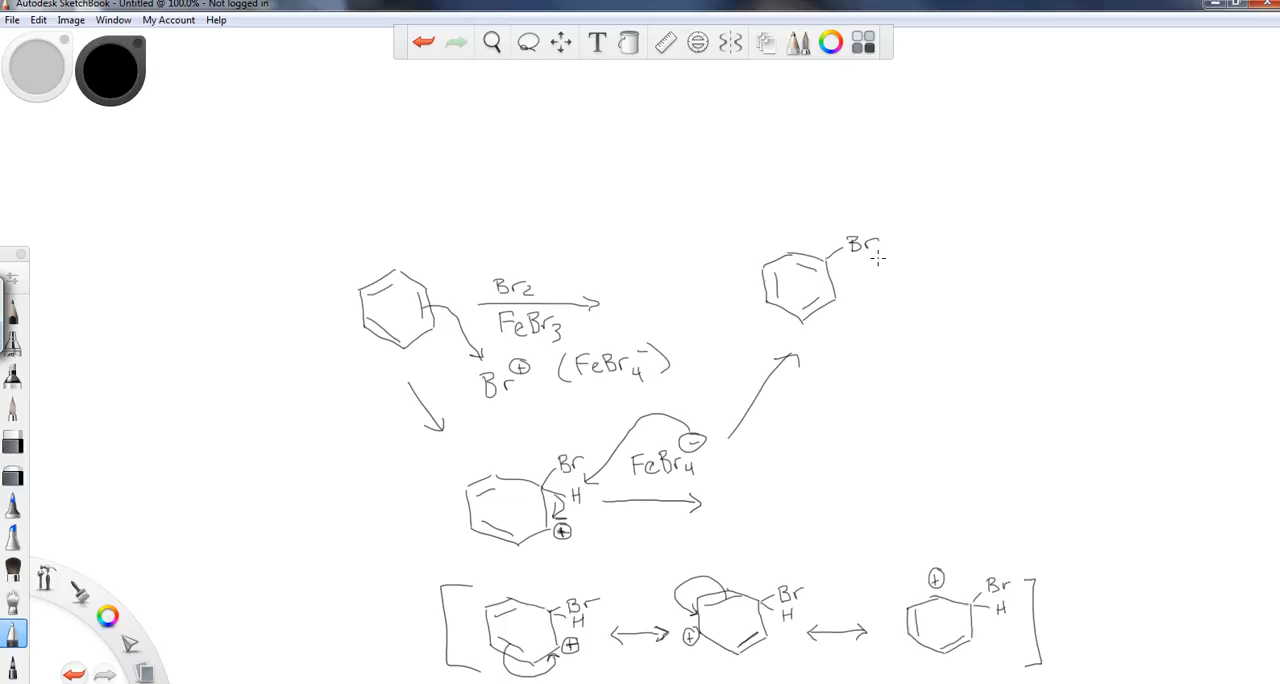 Autodesk SketchBook - Untitled @ 100.0% - Not logged in
File Edit Image Window My Account Help
T
Br
Br2
FeBr3
Br+ (FeBr4-)
Br
H
+
-
FeBr4
Br
H
+
Br
H
+
+
Br
H